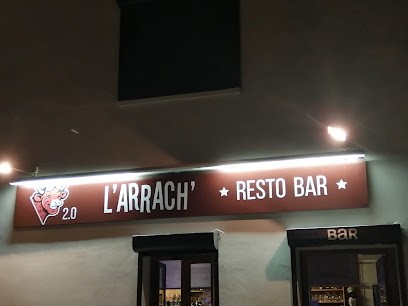 2.0 L'ARRACH' ★ RESTO BAR ★
BAR